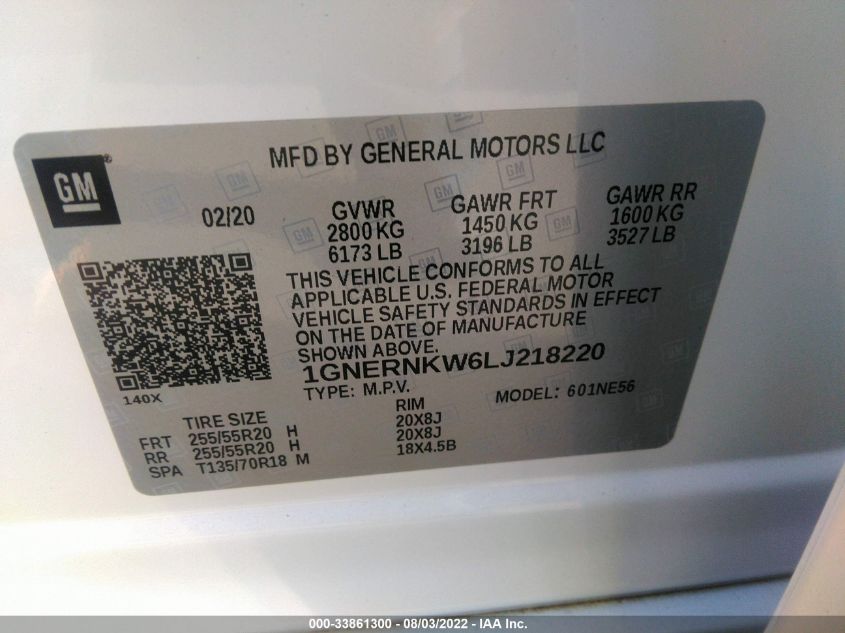 MFD BY GENERAL MOTORS LLC
GM ®
02/20 GVWR GAWR FRT GAWR RR
2800 KG 1450 KG 1600 KG
6173 LB 3196 LB 3527 LB
THIS VEHICLE CONFORMS TO ALL
APPLICABLE U.S. FEDERAL MOTOR
VEHICLE SAFETY STANDARDS IN EFFECT
ON THE DATE OF MANUFACTURE
SHOWN ABOVE.
1GNERNKW6LJ218220
140X TYPE: M.P.V. MODEL: 601NE56
TIRE SIZE RIM
FRT 255/55R20 H 20X8J
RR 255/55R20 H 20X8J
SPA T135/70R18 M 18X4.5B
000-33861300 - 08/03/2022 - IAA Inc.